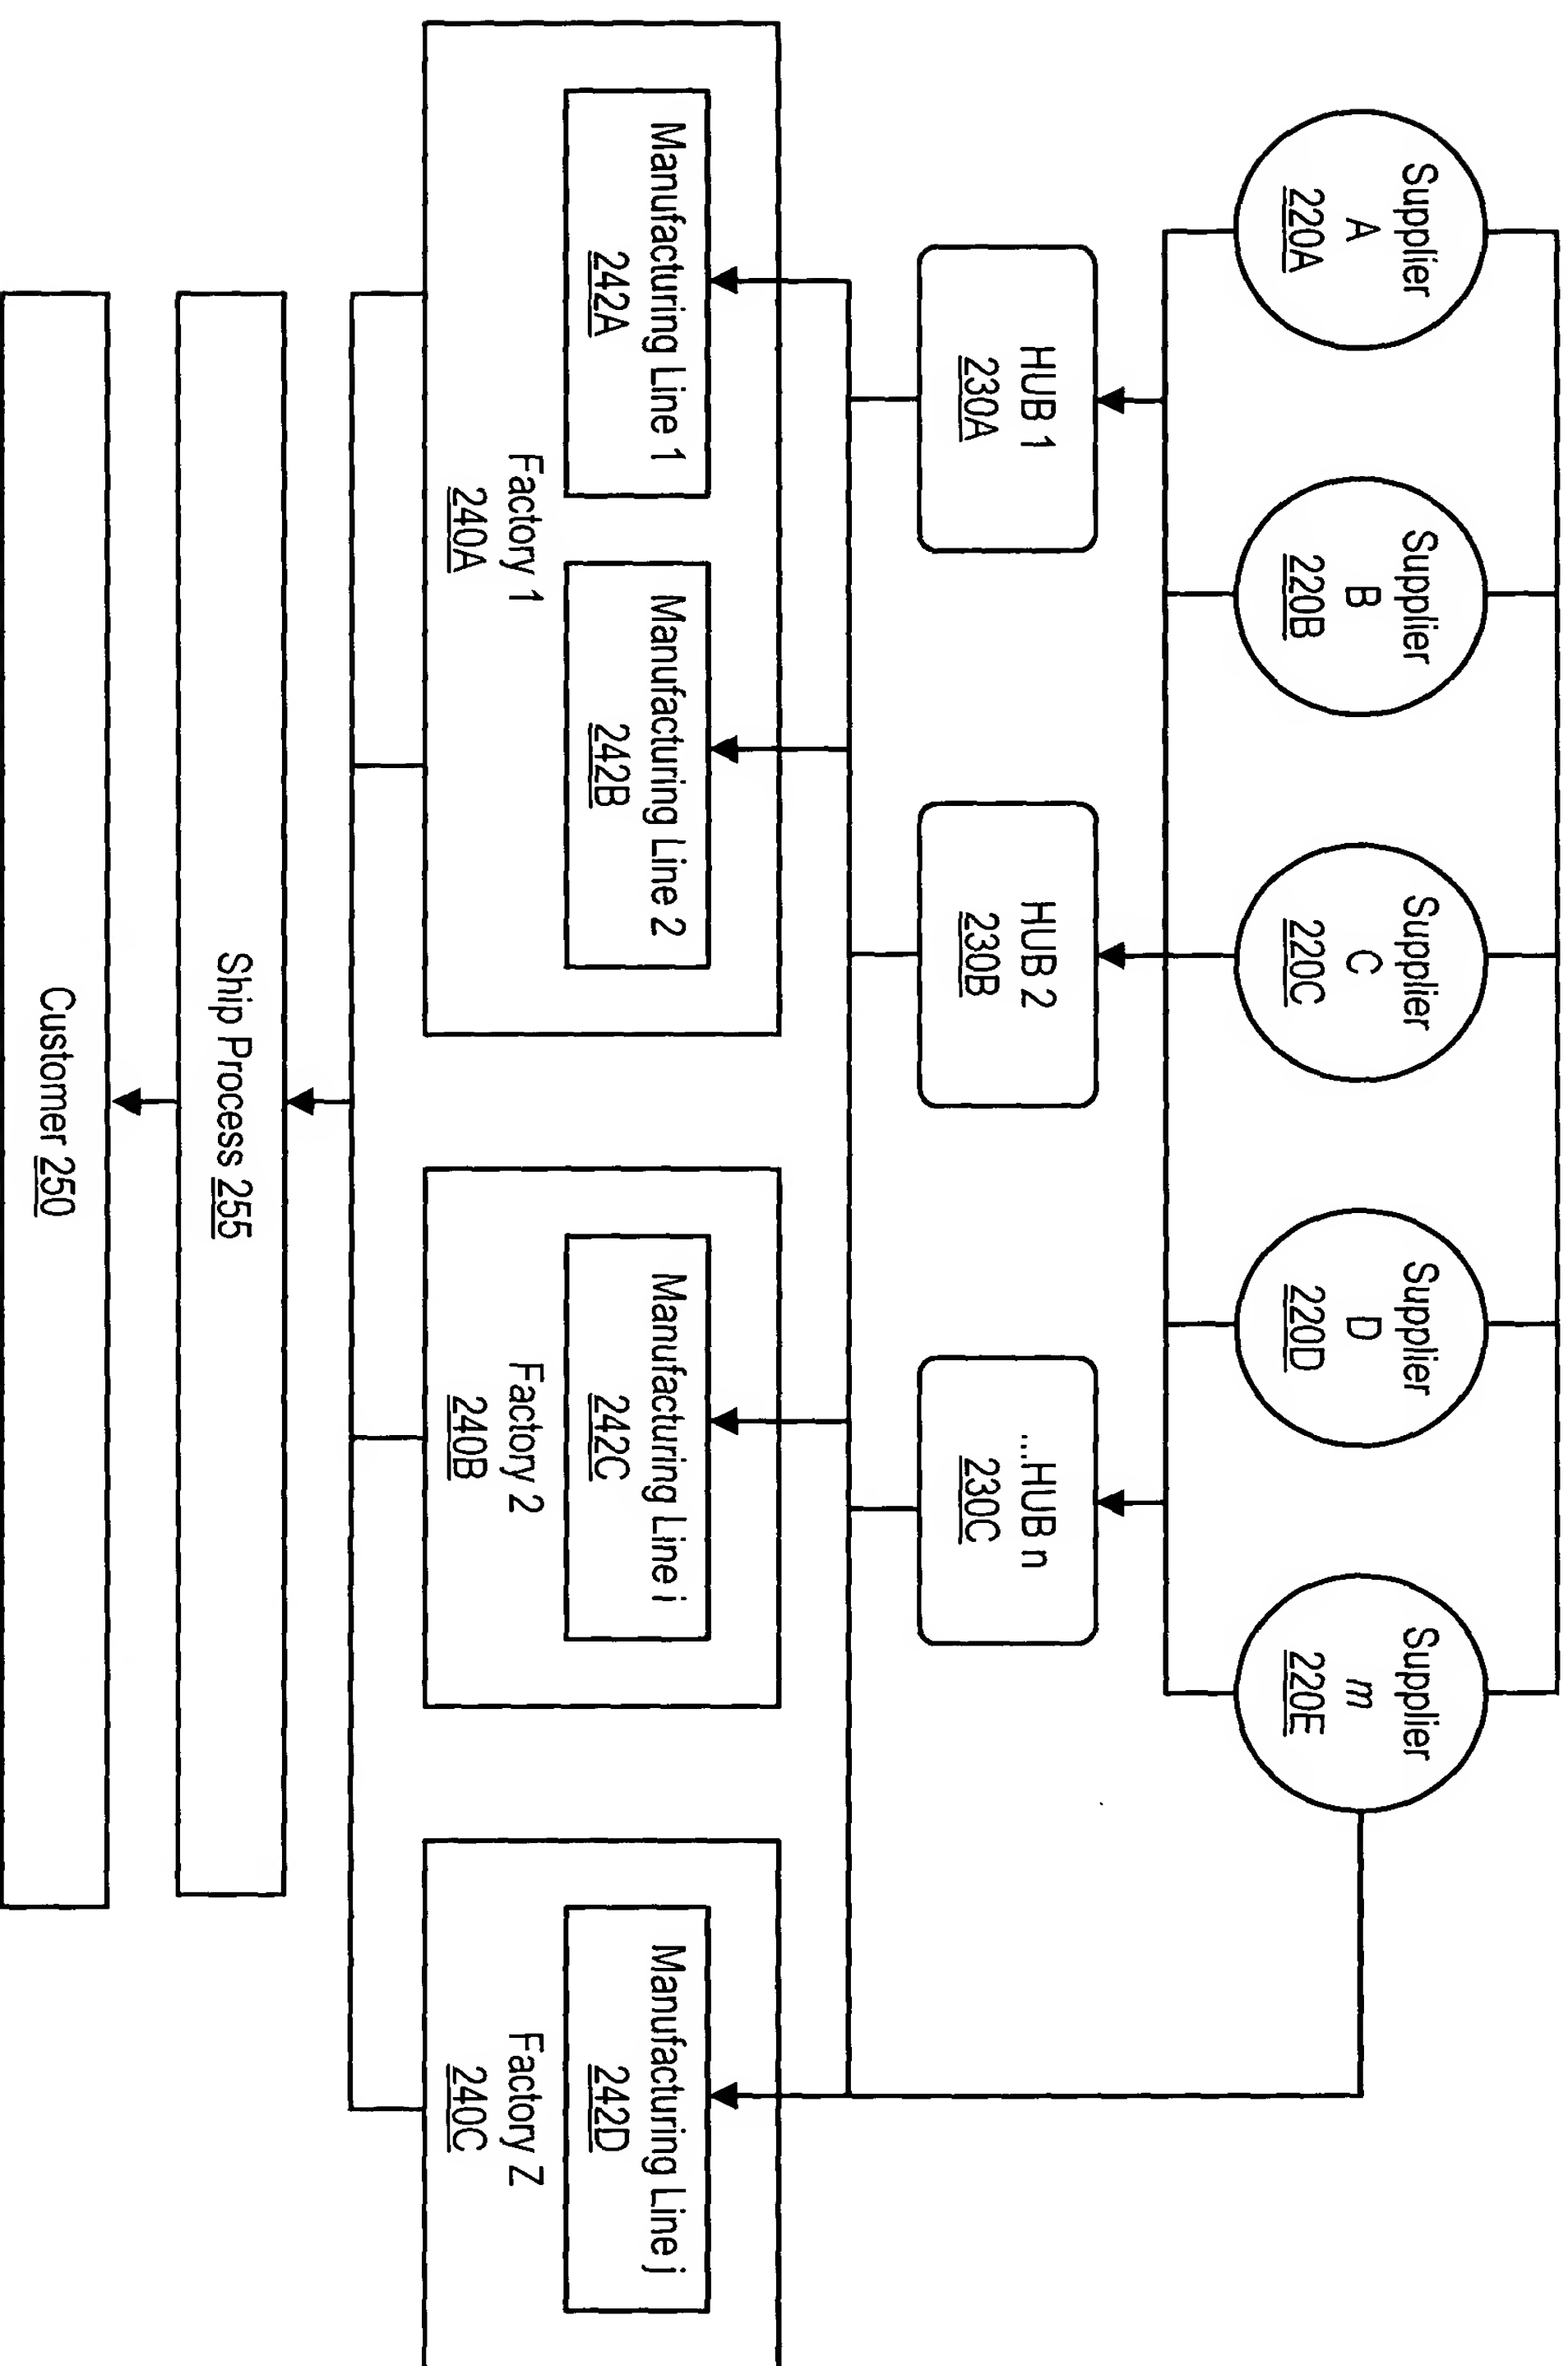 Supplier
A
220A
Supplier
B
220B
Supplier
C
220C
Supplier
D
220D
Supplier
m
220E
HUB 1
230A
HUB 2
230B
...HUB n
230C
Manufacturing Line 1
242A
Manufacturing Line 2
242B
Factory 1
240A
Manufacturing Line i
242C
Factory 2
240B
Manufacturing Line j
242D
Factory Z
240C
Ship Process 255
Customer 250